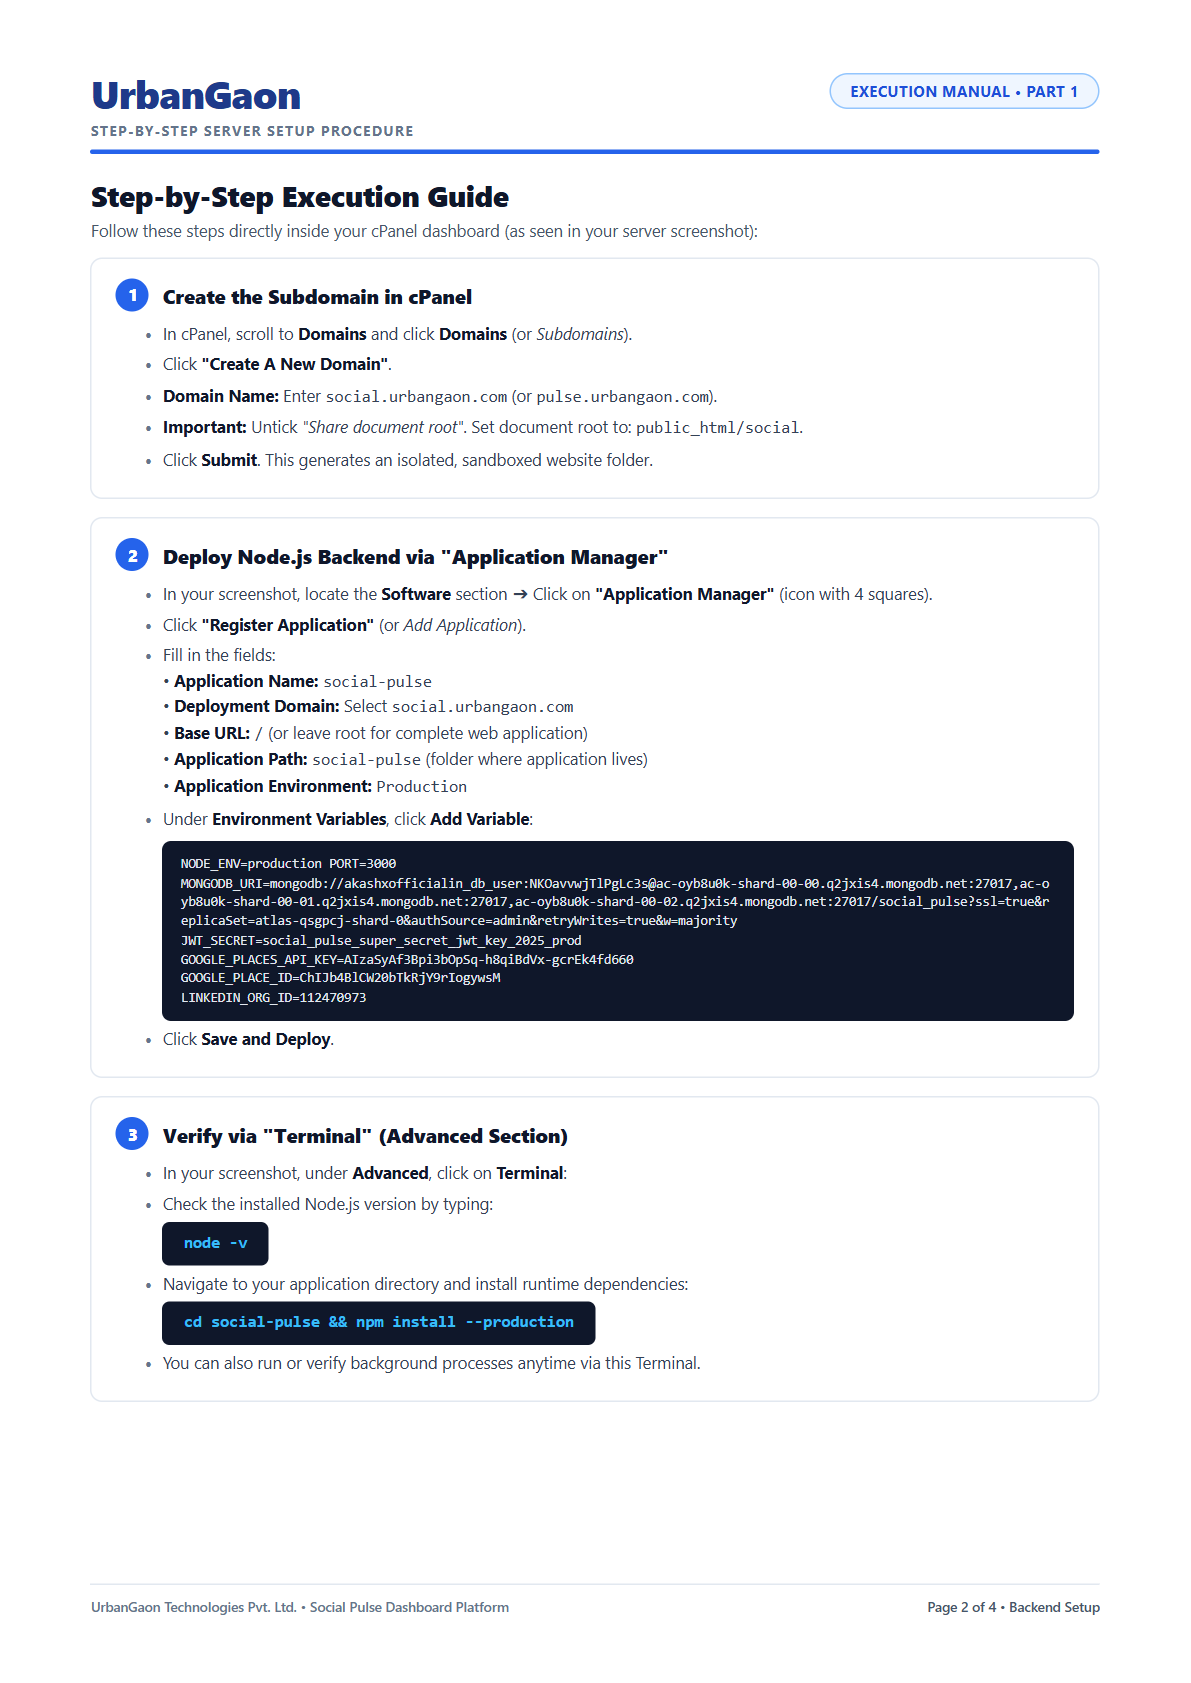 UrbanGaon
EXECUTION MANUAL • PART 1
STEP-BY-STEP SERVER SETUP PROCEDURE
Step-by-Step Execution Guide
Follow these steps directly inside your cPanel dashboard (as seen in your server screenshot):
1 Create the Subdomain in cPanel
• In cPanel, scroll to Domains and click Domains (or Subdomains).
• Click "Create A New Domain".
• Domain Name: Enter social.urbangaon.com (or pulse.urbangaon.com).
• Important: Untick "Share document root". Set document root to: public_html/social.
• Click Submit. This generates an isolated, sandboxed website folder.
2 Deploy Node.js Backend via "Application Manager"
• In your screenshot, locate the Software section ➔ Click on "Application Manager" (icon with 4 squares).
• Click "Register Application" (or Add Application).
• Fill in the fields:
• Application Name: social-pulse
• Deployment Domain: Select social.urbangaon.com
• Base URL: / (or leave root for complete web application)
• Application Path: social-pulse (folder where application lives)
• Application Environment: Production
• Under Environment Variables, click Add Variable:
NODE_ENV=production PORT=3000
MONGODB_URI=mongodb://akashxofficialin_db_user:NKOavvwjTlPgLc3s@ac-oyb8u0k-shard-00-00.q2jxis4.mongodb.net:27017,ac-o
yb8u0k-shard-00-01.q2jxis4.mongodb.net:27017,ac-oyb8u0k-shard-00-02.q2jxis4.mongodb.net:27017/social_pulse?ssl=true&r
eplicaSet=atlas-qsgpcj-shard-0&authSource=admin&retryWrites=true&w=majority
JWT_SECRET=social_pulse_super_secret_jwt_key_2025_prod
GOOGLE_PLACES_API_KEY=AIzaSyAf3Bpi3bOpSq-h8qiBdVx-gcrEk4fd660
GOOGLE_PLACE_ID=ChIJb4BlCW20bTkRjY9rIogywsM
LINKEDIN_ORG_ID=112470973
• Click Save and Deploy.
3 Verify via "Terminal" (Advanced Section)
• In your screenshot, under Advanced, click on Terminal:
• Check the installed Node.js version by typing:
node -v
• Navigate to your application directory and install runtime dependencies:
cd social-pulse && npm install --production
• You can also run or verify background processes anytime via this Terminal.
UrbanGaon Technologies Pvt. Ltd. • Social Pulse Dashboard Platform
Page 2 of 4 • Backend Setup